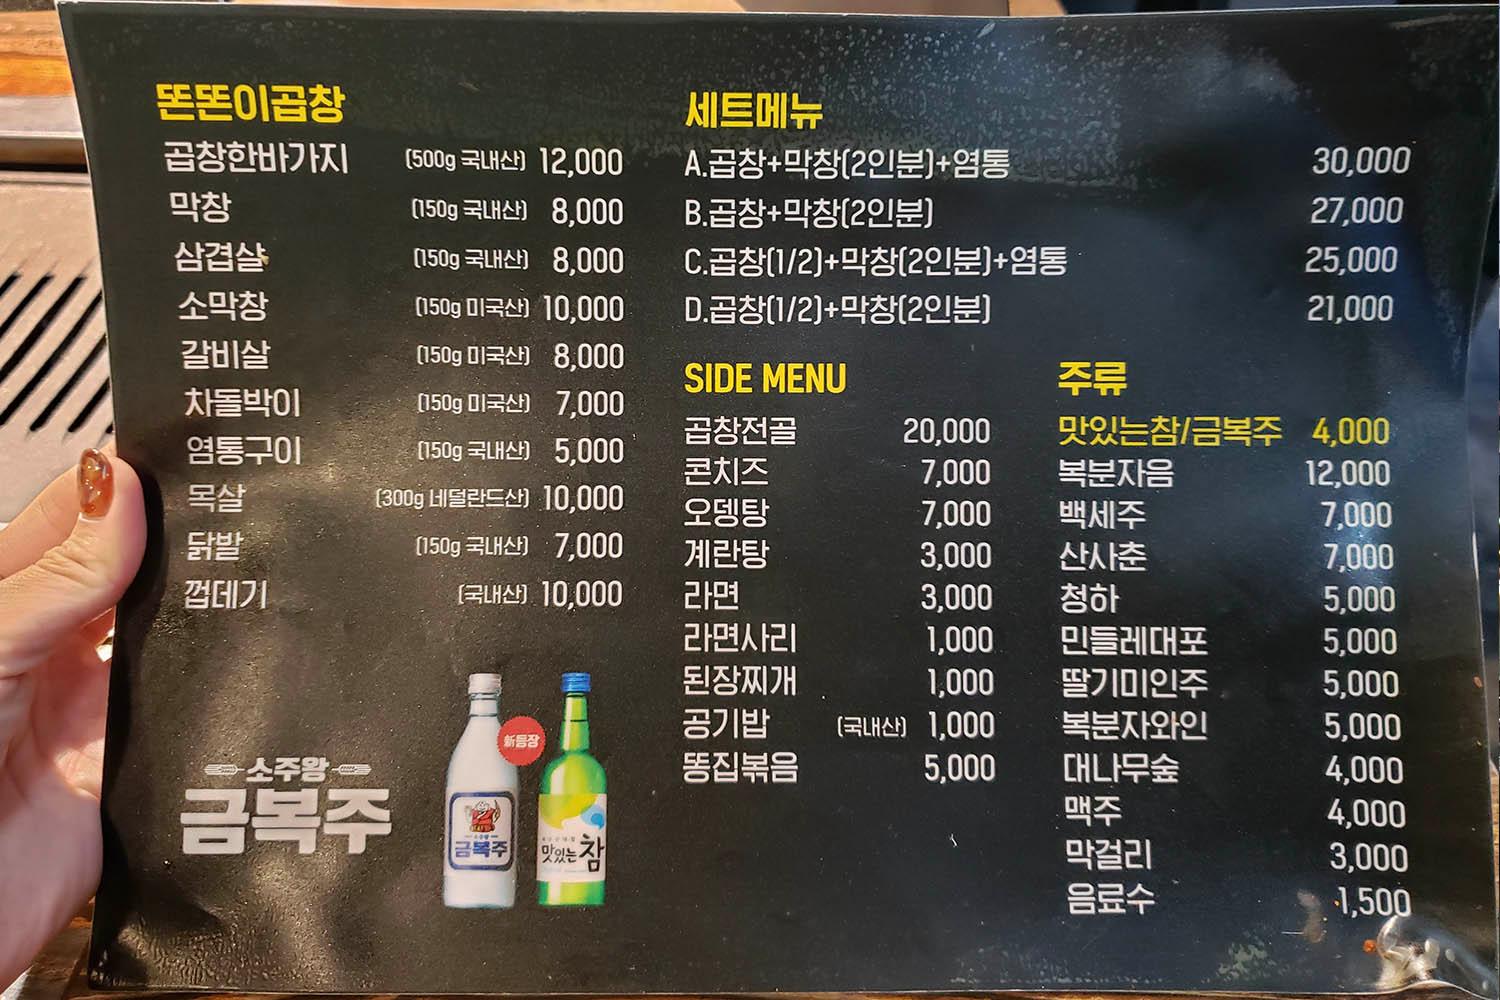 똔똔이곱창
곱창한바가지 (500g 국내산) 12,000
막창 (150g 국내산) 8,000
삼겹살 (150g 국내산) 8,000
소막창 (150g 미국산) 10,000
갈비살 (150g 미국산) 8,000
차돌박이 (150g 미국산) 7,000
염통구이 (150g 국내산) 5,000
목살 (300g 네덜란드산) 10,000
닭발 (150g 국내산) 7,000
껍데기 (국내산) 10,000
소주왕
금복주
新등장
소주왕
금복주
맛있는참
세트메뉴
A.곱창+막창(2인분)+염통 30,000
B.곱창+막창(2인분) 27,000
C.곱창(1/2)+막창(2인분)+염통 25,000
D.곱창(1/2)+막창(2인분) 21,000
SIDE MENU
곱창전골 20,000
콘치즈 7,000
오뎅탕 7,000
계란탕 3,000
라면 3,000
라면사리 1,000
된장찌개 1,000
공기밥 (국내산) 1,000
똥집볶음 5,000
주류
맛있는참/금복주 4,000
복분자음 12,000
백세주 7,000
산사춘 7,000
청하 5,000
민들레대포 5,000
딸기미인주 5,000
복분자와인 5,000
대나무숲 4,000
맥주 4,000
막걸리 3,000
음료수 1,500